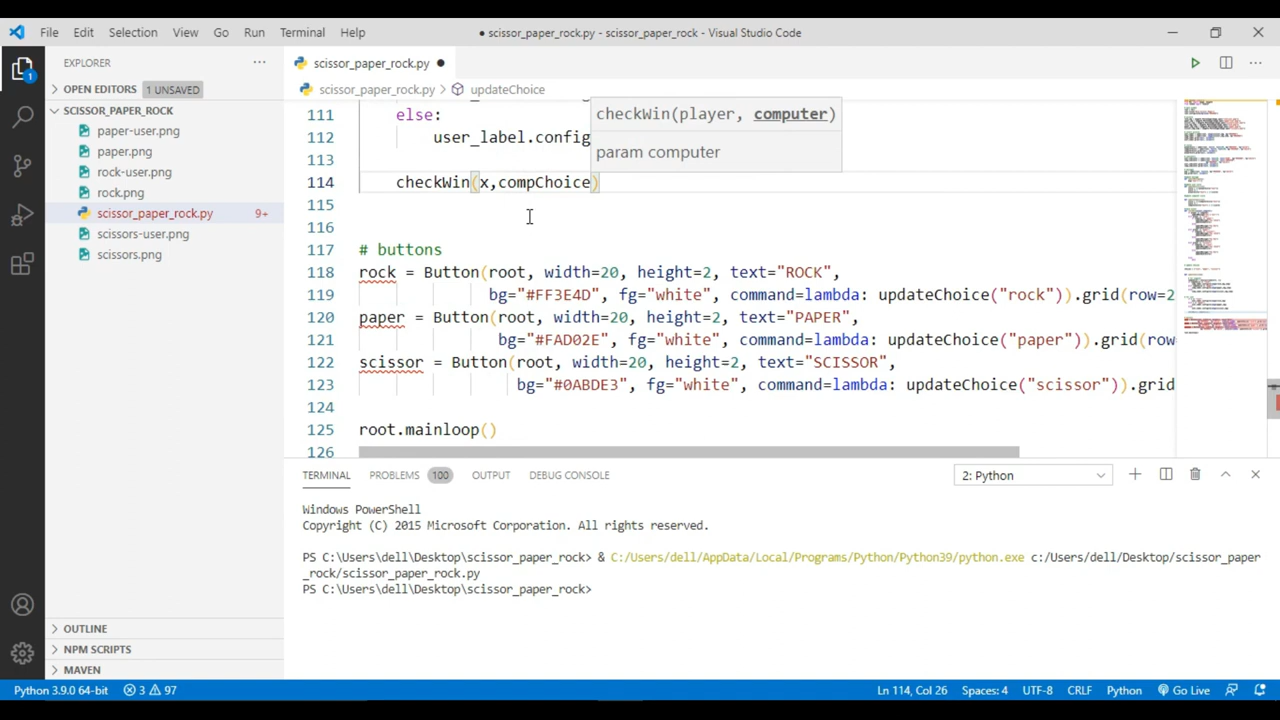 File Edit Selection View Go Run Terminal Help
● scissor_paper_rock.py - scissor_paper_rock - Visual Studio Code
EXPLORER
OPEN EDITORS 1 UNSAVED
SCISSOR_PAPER_ROCK
paper-user.png
paper.png
rock-user.png
rock.png
scissor_paper_rock.py 9+
scissors-user.png
scissors.png
OUTLINE
NPM SCRIPTS
MAVEN
1
scissor_paper_rock.py ●
scissor_paper_rock.py > updateChoice
checkWin(player, computer)
param computer
111 else:
112 user_label.config
113
114 checkWin(x,compChoice)
115
116
117 # buttons
118 rock = Button(root, width=20, height=2, text="ROCK",
119 bg="#FF3E4D", fg="white", command=lambda: updateChoice("rock")).grid(row=2
120 paper = Button(root, width=20, height=2, text="PAPER",
121 bg="#FAD02E", fg="white", command=lambda: updateChoice("paper")).grid(row
122 scissor = Button(root, width=20, height=2, text="SCISSOR",
123 bg="#0ABDE3", fg="white", command=lambda: updateChoice("scissor")).grid
124
125 root.mainloop()
126
TERMINAL PROBLEMS 100 OUTPUT DEBUG CONSOLE 2: Python
Windows PowerShell
Copyright (C) 2015 Microsoft Corporation. All rights reserved.
PS C:\Users\dell\Desktop\scissor_paper_rock> & C:/Users/dell/AppData/Local/Programs/Python/Python39/python.exe c:/Users/dell/Desktop/scissor_paper
_rock/scissor_paper_rock.py
PS C:\Users\dell\Desktop\scissor_paper_rock>
Python 3.9.0 64-bit 3 97 Ln 114, Col 26 Spaces: 4 UTF-8 CRLF Python Go Live